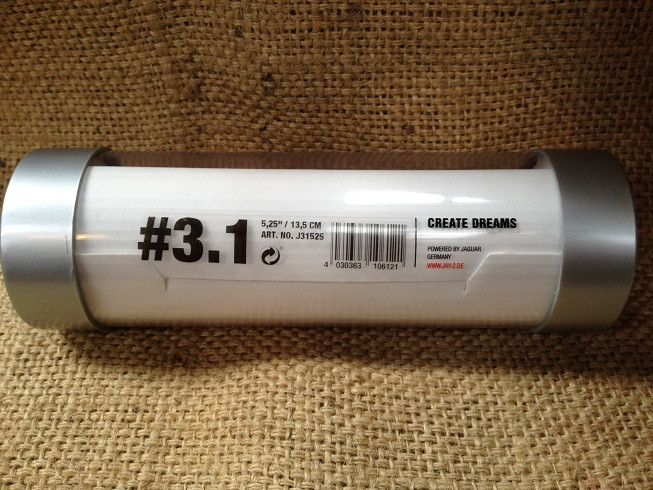 #3.1
5,25" / 13,5 CM
ART. NO. J31525
4 030363 106121
CREATE DREAMS
POWERED BY JAGUAR
GERMANY
WWW.JAY-2.DE